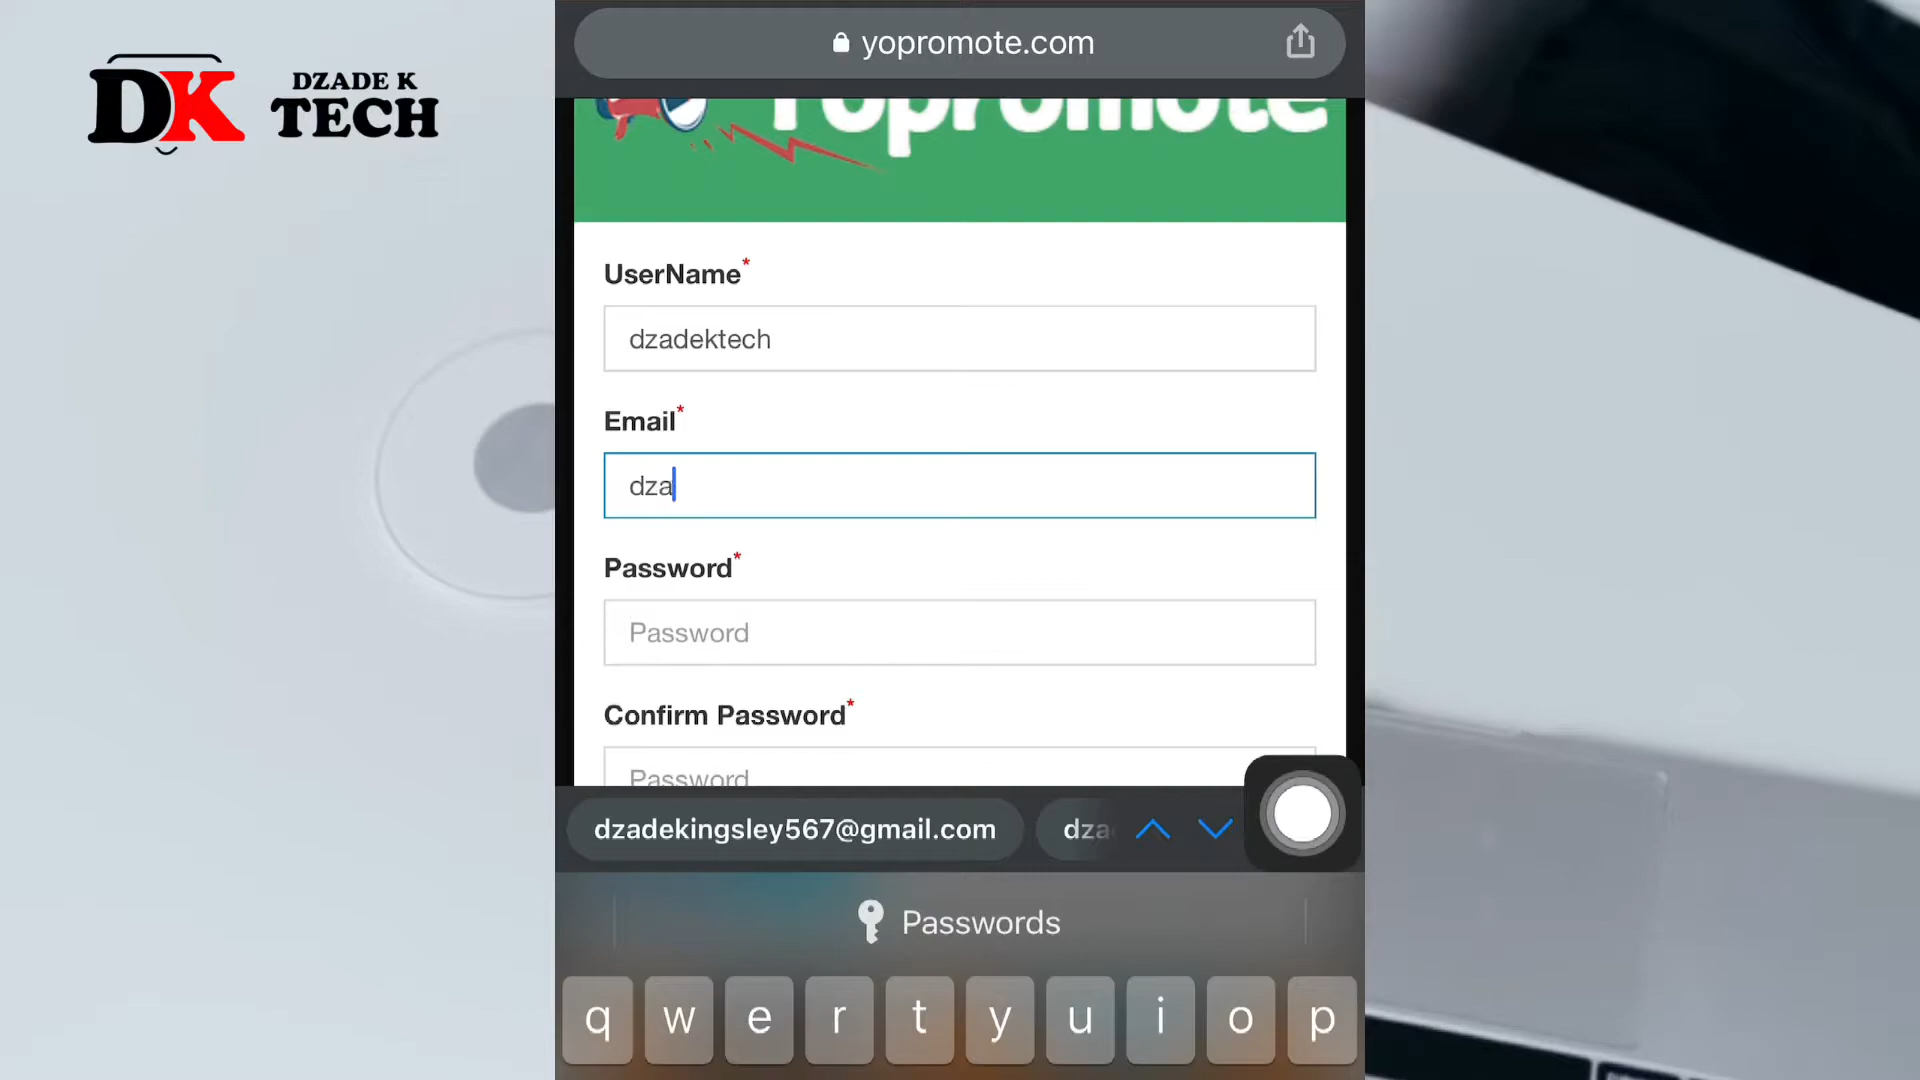 DK
DZADE K
TECH
yopromote.com
Yopromote
UserName*
dzadektech
Email*
dza
Password*
Password
Confirm Password*
Password
dzadekingsley567@gmail.com
dza
Passwords
q w e r t y u i o p